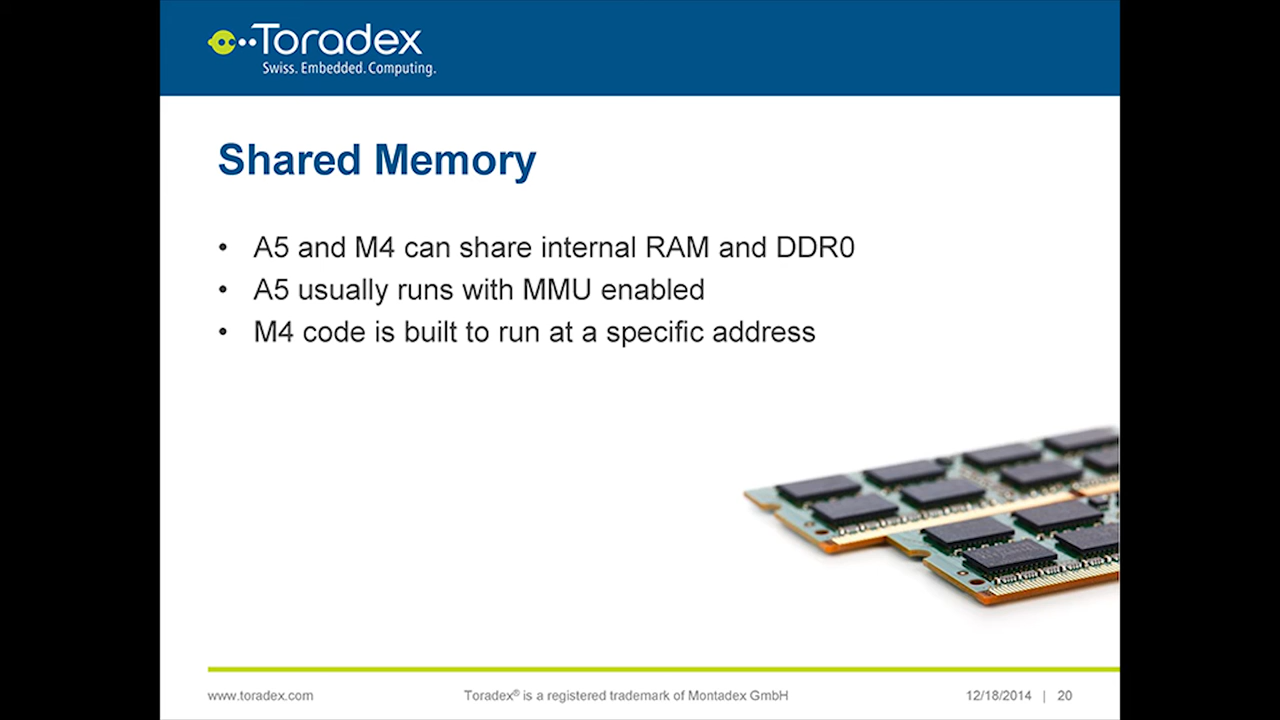 Toradex
Swiss. Embedded. Computing.
Shared Memory
• A5 and M4 can share internal RAM and DDR0
• A5 usually runs with MMU enabled
• M4 code is built to run at a specific address
www.toradex.com
Toradex® is a registered trademark of Montadex GmbH
12/18/2014 | 20